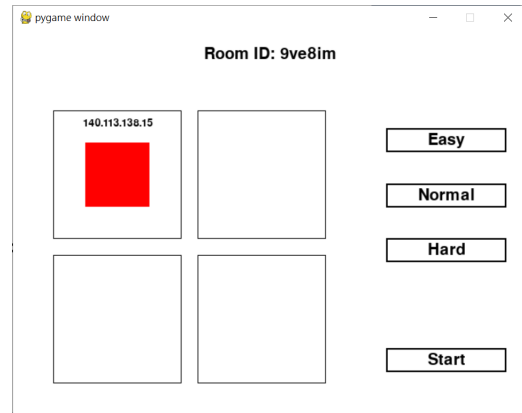 pygame window
Room ID: 9ve8im
140.113.138.15
Easy
Normal
Hard
Start